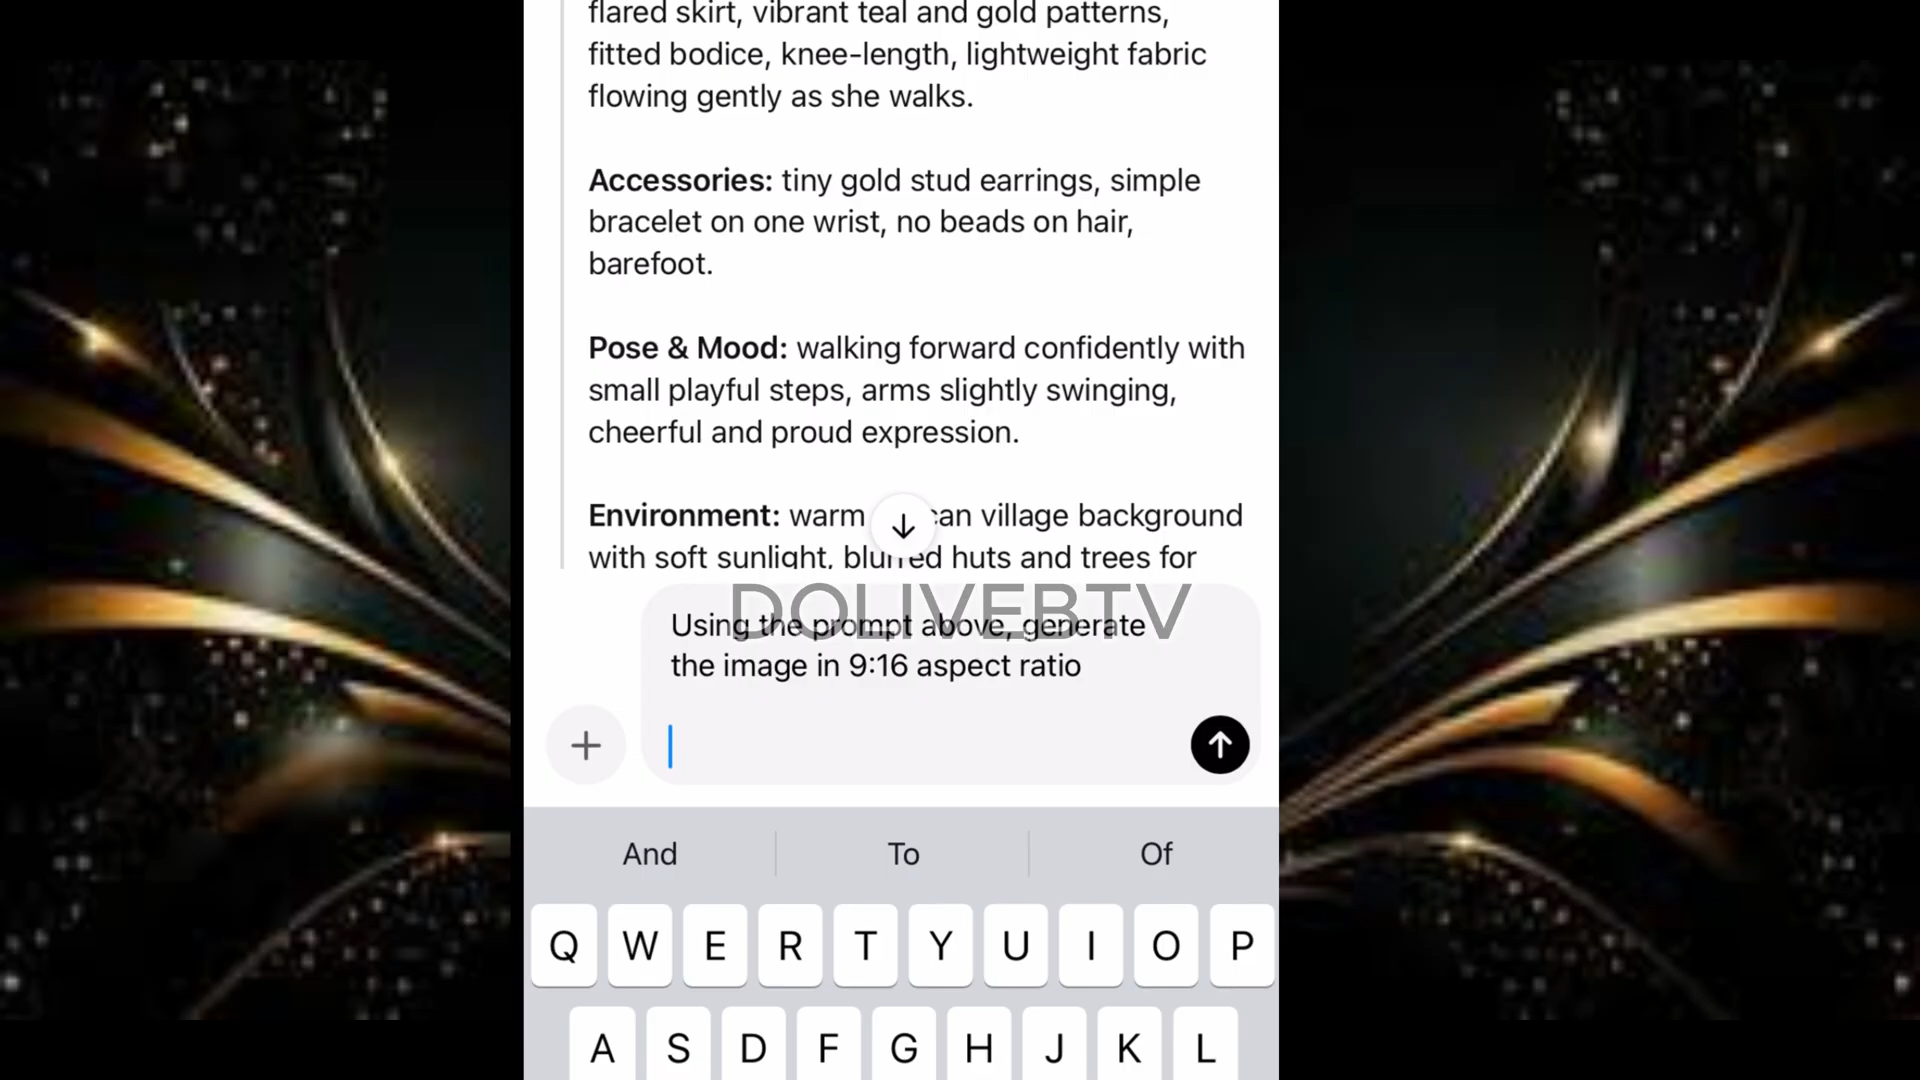 flared skirt, vibrant teal and gold patterns,
fitted bodice, knee-length, lightweight fabric
flowing gently as she walks.
Accessories: tiny gold stud earrings, simple
bracelet on one wrist, no beads on hair,
barefoot.
Pose & Mood: walking forward confidently with
small playful steps, arms slightly swinging,
cheerful and proud expression.
Environment: warm can village background
with soft sunlight, blurred huts and trees for
DOLIVEBTV
Using the prompt above, generate
the image in 9:16 aspect ratio
And To Of
Q W E R T Y U I O P
A S D F G H J K L